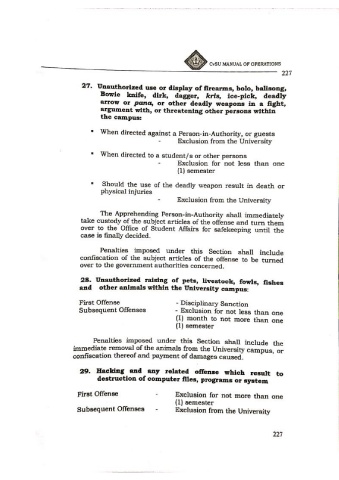 CvSU MANUAL OF OPERATIONS
227
27. Unauthorized use or display of firearms, bolo, balisong,
Bowie knife, dirk, dagger, kris, ice-pick, deadly
arrow or pana, or other deadly weapons in a fight,
argument with, or threatening other persons within
the campus:
* When directed against a Person-in-Authority, or guests
- Exclusion from the University
* When directed to a student/s or other persons
- Exclusion for not less than one
(1) semester
* Should the use of the deadly weapon result in death or
physical injuries
- Exclusion from the University
The Apprehending Person-in-Authority shall immediately
take custody of the subject articles of the offense and turn them
over to the Office of Student Affairs for safekeeping until the
case is finally decided.
Penalties imposed under this Section shall include
confiscation of the subject articles of the offense to be turned
over to the government authorities concerned.
28. Unauthorized raising of pets, livestock, fowls, fishes
and other animals within the University campus:
First Offense - Disciplinary Sanction
Subsequent Offenses - Exclusion for not less than one
(1) month to not more than one
(1) semester
Penalties imposed under this Section shall include the
immediate removal of the animals from the University campus, or
confiscation thereof and payment of damages caused.
29. Hacking and any related offense which result to
destruction of computer files, programs or system
First Offense - Exclusion for not more than one
(1) semester
Subsequent Offenses - Exclusion from the University
227